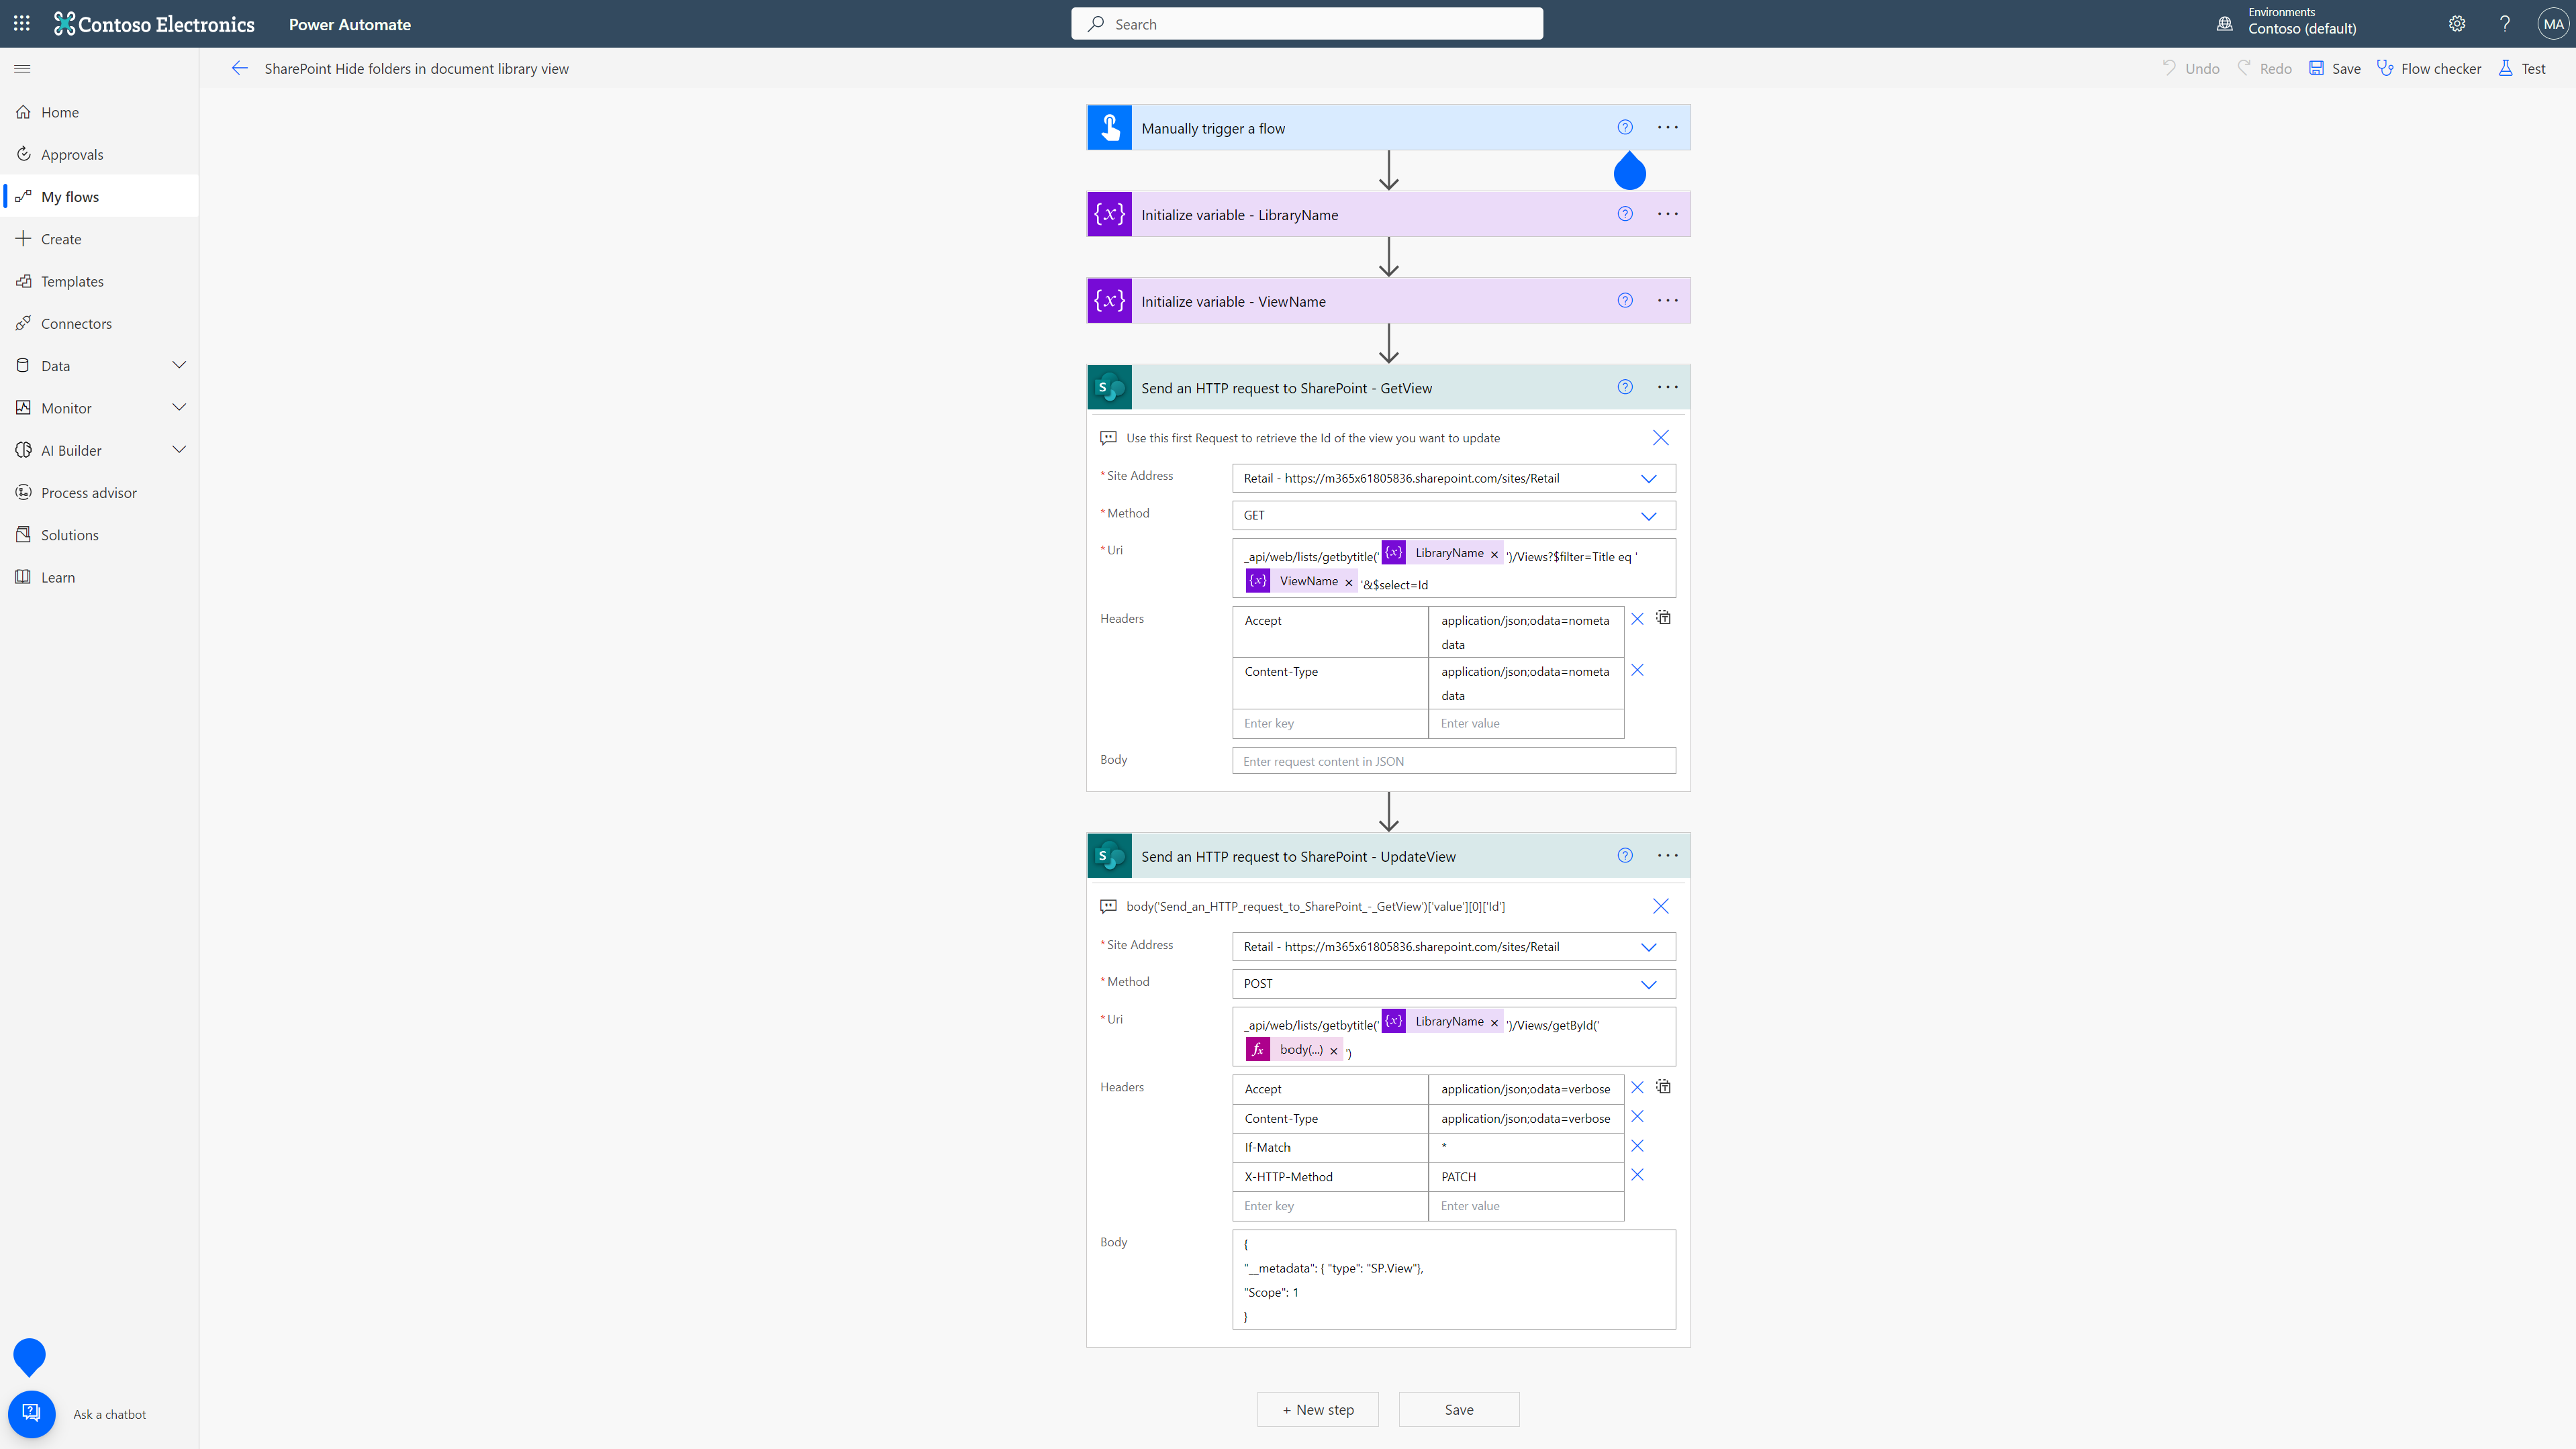 Contoso Electronics
Power Automate
Search
Environments
Contoso (default)
MA
SharePoint Hide folders in document library view
Undo
Redo
Save
Flow checker
Test
Home
Approvals
My flows
Create
Templates
Connectors
Data
Monitor
AI Builder
Process advisor
Solutions
Learn
Ask a chatbot
Manually trigger a flow
{x} Initialize variable - LibraryName
{x} Initialize variable - ViewName
S Send an HTTP request to SharePoint - GetView
Use this first Request to retrieve the Id of the view you want to update
*Site Address
Retail - https://m365x61805836.sharepoint.com/sites/Retail
*Method
GET
*Uri
_api/web/lists/getbytitle(' {x} LibraryName × ')/Views?$filter=Title eq '
{x} ViewName × '&$select=Id
Headers
Accept
application/json;odata=nometa
data
Content-Type
application/json;odata=nometa
data
Enter key
Enter value
Body
Enter request content in JSON
S Send an HTTP request to SharePoint - UpdateView
body('Send_an_HTTP_request_to_SharePoint_-_GetView')['value'][0]['Id']
*Site Address
Retail - https://m365x61805836.sharepoint.com/sites/Retail
*Method
POST
*Uri
_api/web/lists/getbytitle(' {x} LibraryName × ')/Views/getById('
fx body(...) × ')
Headers
Accept
application/json;odata=verbose
Content-Type
application/json;odata=verbose
If-Match
*
X-HTTP-Method
PATCH
Enter key
Enter value
Body
{
"__metadata": { "type": "SP.View"},
"Scope": 1
}
+ New step
Save